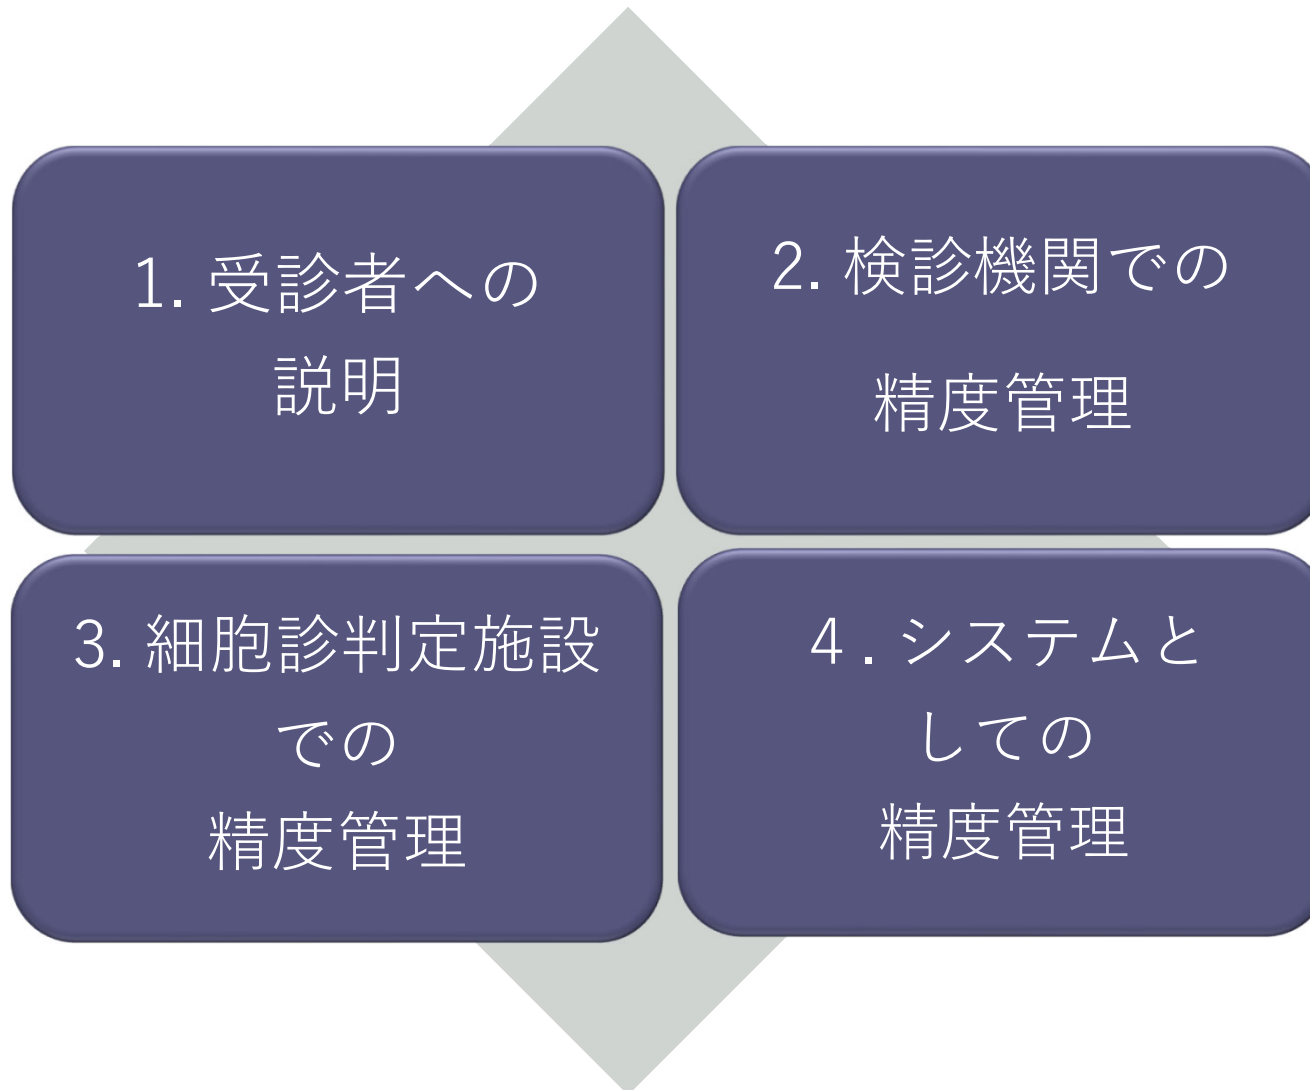 1. 受診者への
説明
2. 検診機関での
精度管理
3. 細胞診判定施設
での
精度管理
４. システムと
しての
精度管理